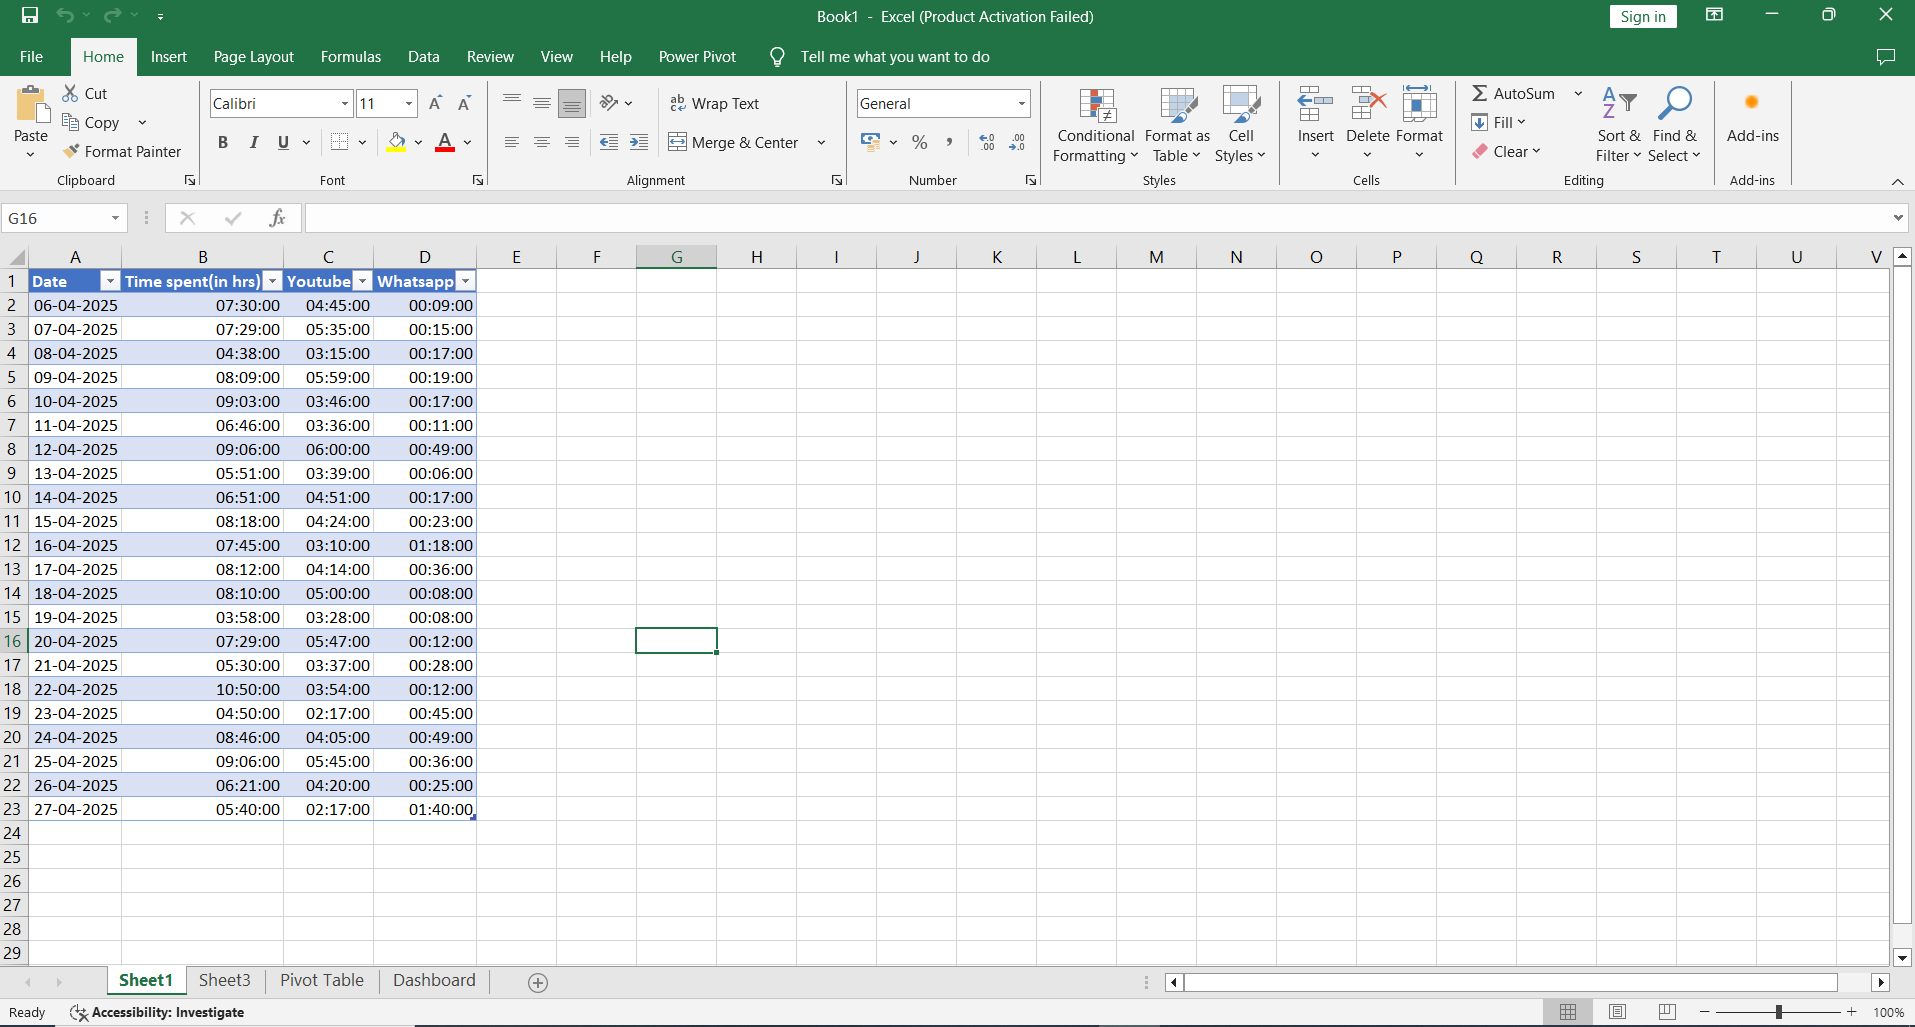 Book1 - Excel (Product Activation Failed)
Sign in
File Home Insert Page Layout Formulas Data Review View Help Power Pivot Tell me what you want to do
Paste
Cut
Copy
Format Painter
Clipboard
Calibri 11
B I U
Font
Wrap Text
Merge & Center
Alignment
General
Number
Conditional Formatting
Format as Table
Cell Styles
Styles
Insert Delete Format
Cells
AutoSum
Fill
Clear
Sort & Filter
Find & Select
Editing
Add-ins
Add-ins
G16 fx
A B C D E F G H I J K L M N O P Q R S T U V
1 Date Time spent(in hrs) Youtube Whatsapp
2 06-04-2025 07:30:00 04:45:00 00:09:00
3 07-04-2025 07:29:00 05:35:00 00:15:00
4 08-04-2025 04:38:00 03:15:00 00:17:00
5 09-04-2025 08:09:00 05:59:00 00:19:00
6 10-04-2025 09:03:00 03:46:00 00:17:00
7 11-04-2025 06:46:00 03:36:00 00:11:00
8 12-04-2025 09:06:00 06:00:00 00:49:00
9 13-04-2025 05:51:00 03:39:00 00:06:00
10 14-04-2025 06:51:00 04:51:00 00:17:00
11 15-04-2025 08:18:00 04:24:00 00:23:00
12 16-04-2025 07:45:00 03:10:00 01:18:00
13 17-04-2025 08:12:00 04:14:00 00:36:00
14 18-04-2025 08:10:00 05:00:00 00:08:00
15 19-04-2025 03:58:00 03:28:00 00:08:00
16 20-04-2025 07:29:00 05:47:00 00:12:00
17 21-04-2025 05:30:00 03:37:00 00:28:00
18 22-04-2025 10:50:00 03:54:00 00:12:00
19 23-04-2025 04:50:00 02:17:00 00:45:00
20 24-04-2025 08:46:00 04:05:00 00:49:00
21 25-04-2025 09:06:00 05:45:00 00:36:00
22 26-04-2025 06:21:00 04:20:00 00:25:00
23 27-04-2025 05:40:00 02:17:00 01:40:00
24
25
26
27
28
29
Sheet1 Sheet3 Pivot Table Dashboard
Ready Accessibility: Investigate 100%